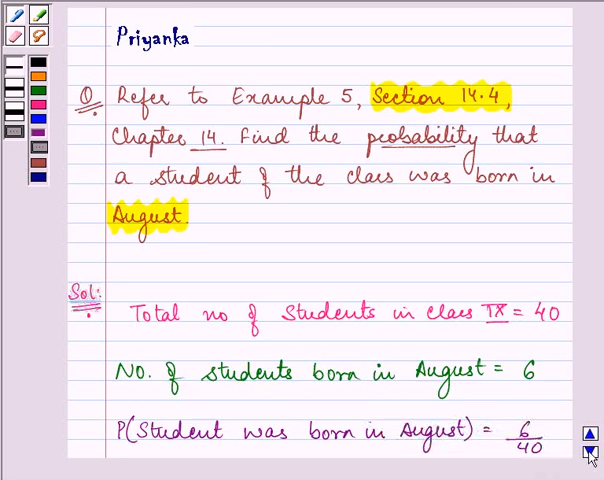 Priyanka
Q. Refer to Example 5, Section 14.4,
Chapter 14. Find the probability that
a student of the class was born in
August.
Sol:
Total no of Students in class IX = 40
No. of students born in August = 6
P(Student was born in August) = 6/40